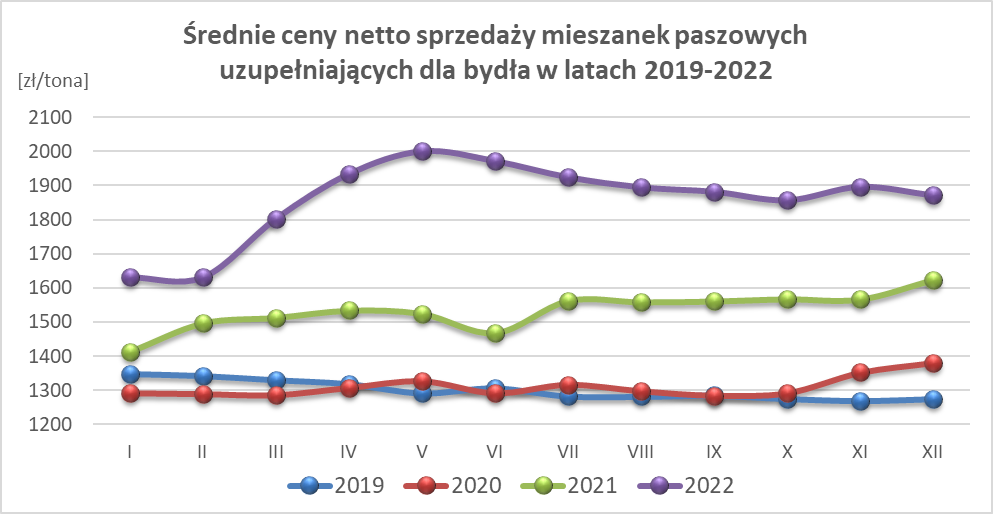 Średnie ceny netto sprzedaży mieszanek paszowych
uzupełniających dla bydła w latach 2019-2022
[zł/tona]
2100
2000
1900
1800
1700
1600
1500
1400
1300
1200
I II III IV V VI VII VIII IX X XI XII
2019 2020 2021 2022